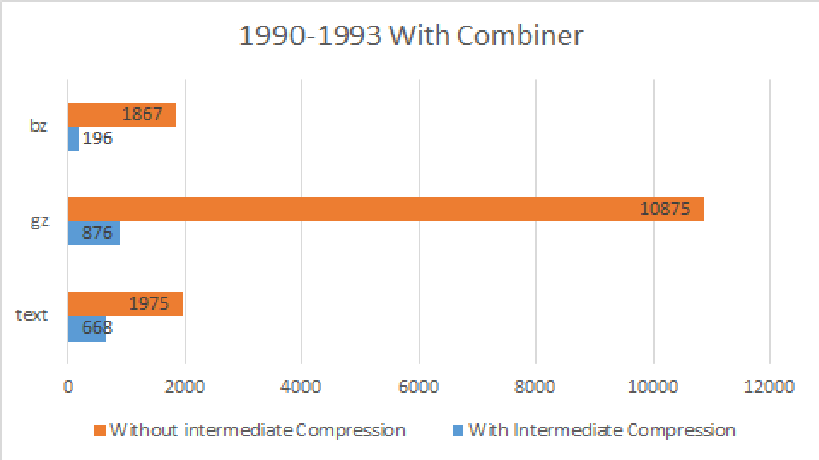 1990-1993 With Combiner
bz
1867
196
gz
10875
876
text
1975
668
0 2000 4000 6000 8000 10000 12000
Without intermediate Compression With Intermediate Compression